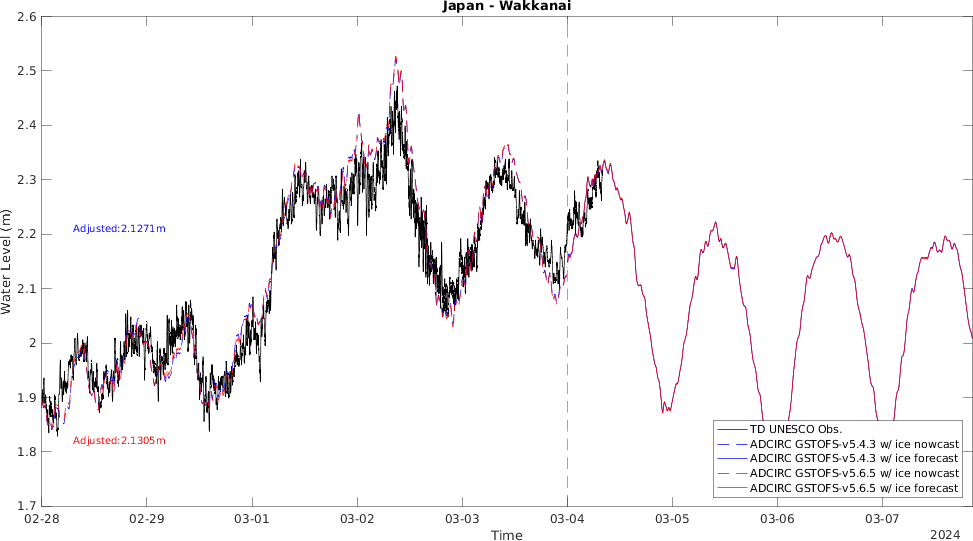 Japan - Wakkanai
2.6
2.5
2.4
2.3
2.2
2.1
2
1.9
1.8
1.7
Water Level (m)
Adjusted:2.1271m
Adjusted:2.1305m
TD UNESCO Obs.
ADCIRC GSTOFS-v5.4.3 w/ ice nowcast
ADCIRC GSTOFS-v5.4.3 w/ ice forecast
ADCIRC GSTOFS-v5.6.5 w/ ice nowcast
ADCIRC GSTOFS-v5.6.5 w/ ice forecast
02-28 02-29 03-01 03-02 03-03 03-04 03-05 03-06 03-07
Time
2024